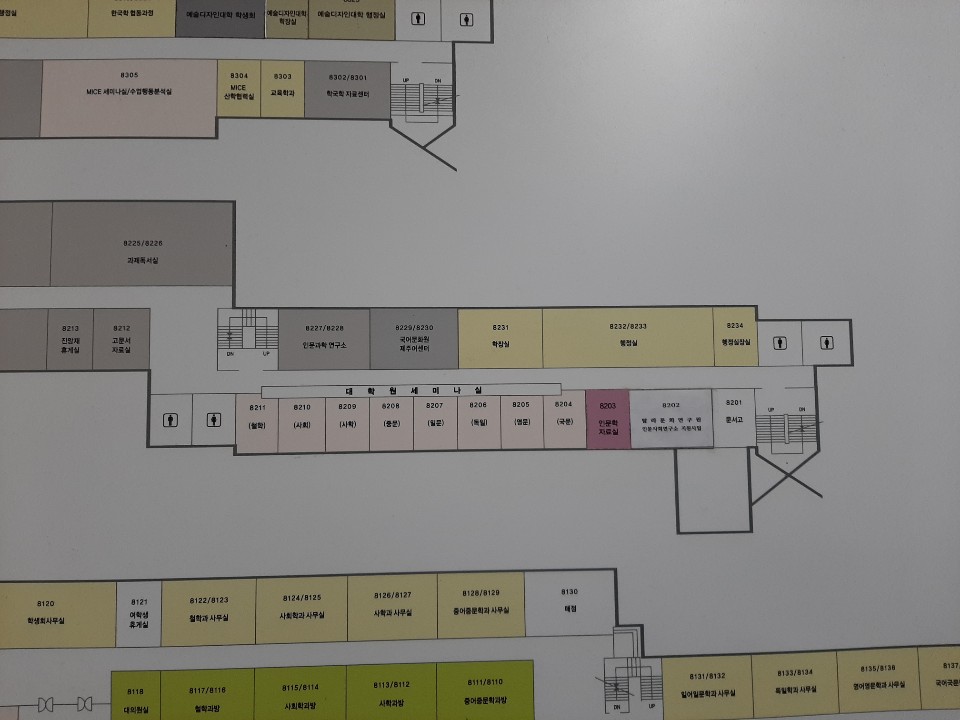 행정실
한국학 협동과정
예술디자인대학 학생회
예술디자인대학
학장실
예술디자인대학 행정실
8305
MICE 세미나실/수업행동분석실
8304
MICE
산학협력실
8303
교육학과
8302/8301
한국학 자료센터
UP
DN
8225/8226
과제독서실
8213
진정제
휴게실
8212
고문서
자료실
DN
UP
8227/8228
인문과학 연구소
8229/8230
국어문화원
제주어센터
8231
학장실
8232/8233
행정실
8234
행정실장실
대 학 원 세 미 나 실
8211
(철학)
8210
(사회)
8209
(사학)
8208
(중문)
8207
(일문)
8206
(독일)
8205
(영문)
8204
(국문)
8203
인문학
자료실
8202
탐라문화연구원
8201
문서고
UP
DN
8120
학생회사무실
8121
여학생
휴게실
8122/8123
철학과 사무실
8124/8125
사회학과 사무실
8126/8127
사학과 사무실
8128/8129
중어중문학과 사무실
8130
매점
8118
대의원실
8117/8116
철학과방
8115/8114
사회학과방
8113/8112
사학과방
8111/8110
중어중문학과방
DN
UP
8131/8132
일어일문학과 사무실
8133/8134
독일학과 사무실
8135/8136
영어영문학과 사무실
8137/
국어국문